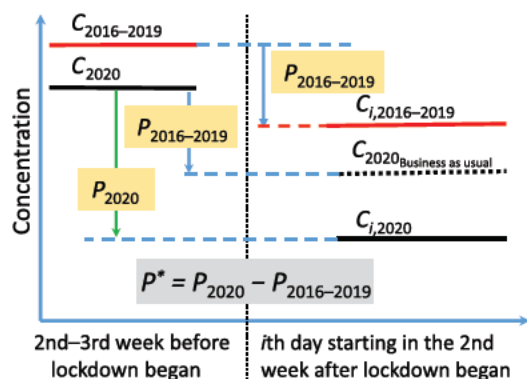 C2016–2019
C2020
P2016–2019
P2016–2019
P2020
Ci,2016–2019
C2020Business as usual
Ci,2020
P* = P2020 – P2016–2019
Concentration
2nd–3rd week before
lockdown began
ith day starting in the 2nd
week after lockdown began